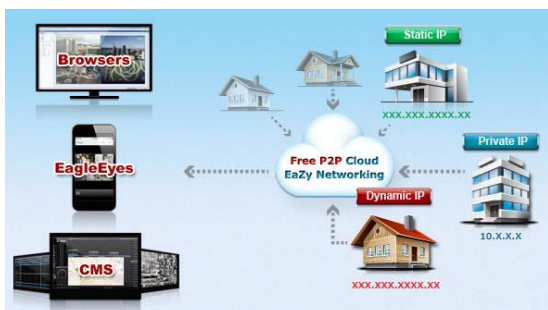 Browsers
Static IP
xxx.xxx.xxxx.xx
EagleEyes
Free P2P Cloud
EaZy Networking
Private IP
10.x.x.x
Dynamic IP
CMS
xxx.xxx.xxxx.xx